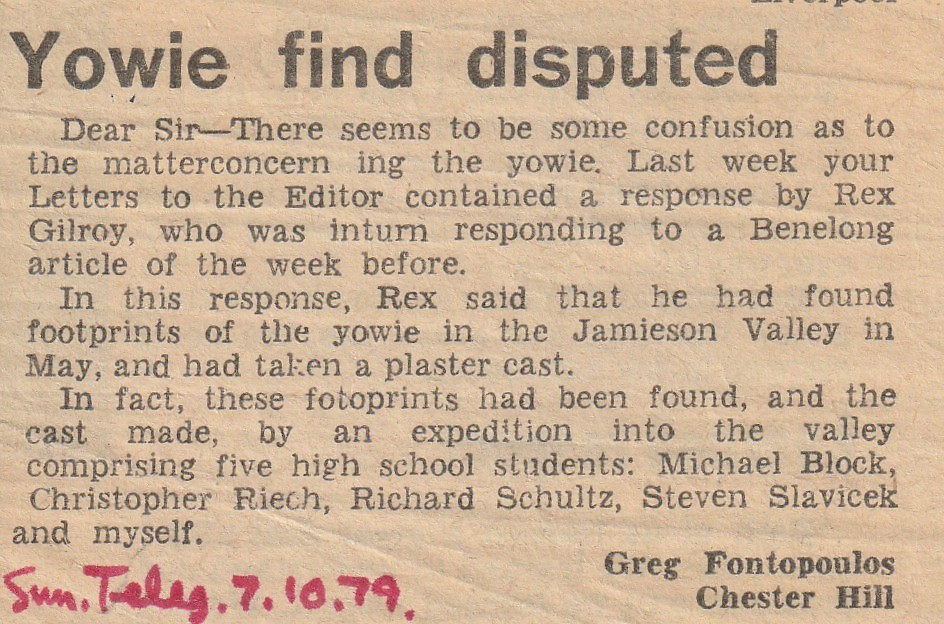 Liverpool
Yowie find disputed
Dear Sir—There seems to be some confusion as to
the matterconcern ing the yowie. Last week your
Letters to the Editor contained a response by Rex
Gilroy, who was inturn responding to a Benelong
article of the week before.
In this response, Rex said that he had found
footprints of the yowie in the Jamieson Valley in
May, and had taken a plaster cast.
In fact, these fotoprints had been found, and the
cast made, by an expedition into the valley
comprising five high school students: Michael Block,
Christopher Riech, Richard Schultz, Steven Slavicek
and myself.
Greg Fontopoulos
Chester Hill
Sun. Teleg. 7.10.79.